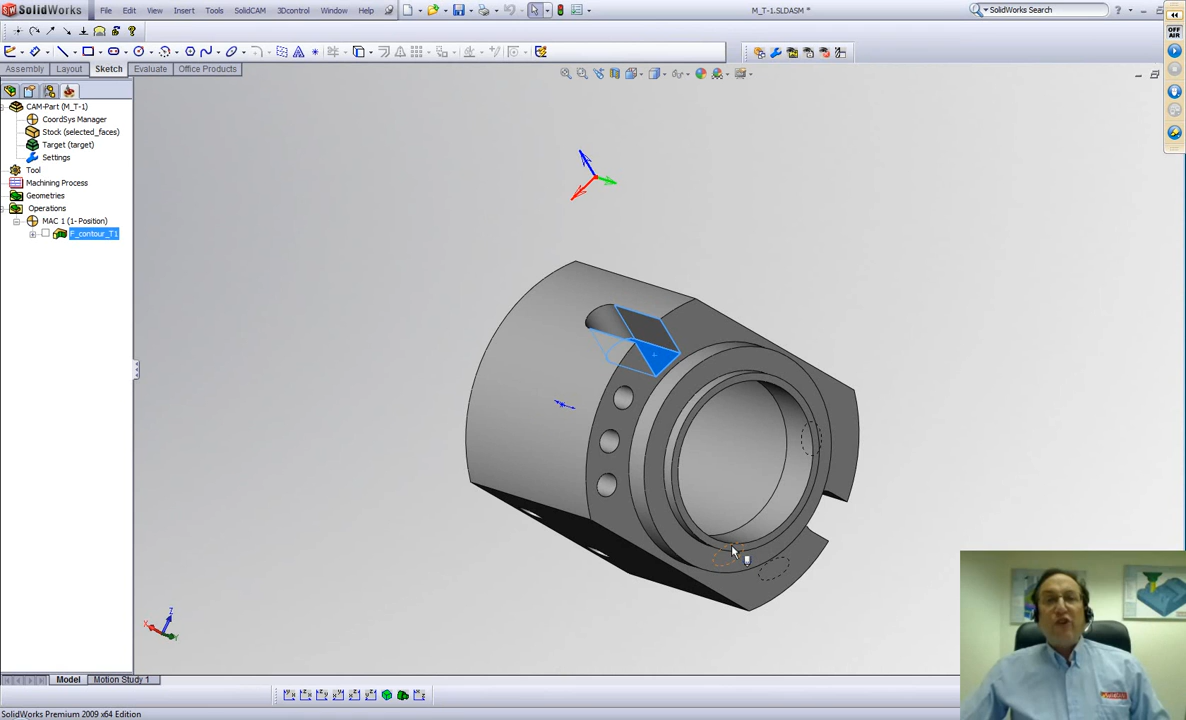 SolidWorks File Edit View Insert Tools SolidCAM 3Dcontrol Window Help M_T-1.SLDASM * SolidWorks Search
OFF
AIR
Assembly Layout Sketch Evaluate Office Products
CAM-Part (M_T-1)
CoordSys Manager
Stock (selected_faces)
Target (target)
Settings
Tool
Machining Process
Geometries
Operations
MAC 1 (1- Position)
F_contour_T1
Z
X
Y
Model Motion Study 1
SolidWorks Premium 2009 x64 Edition